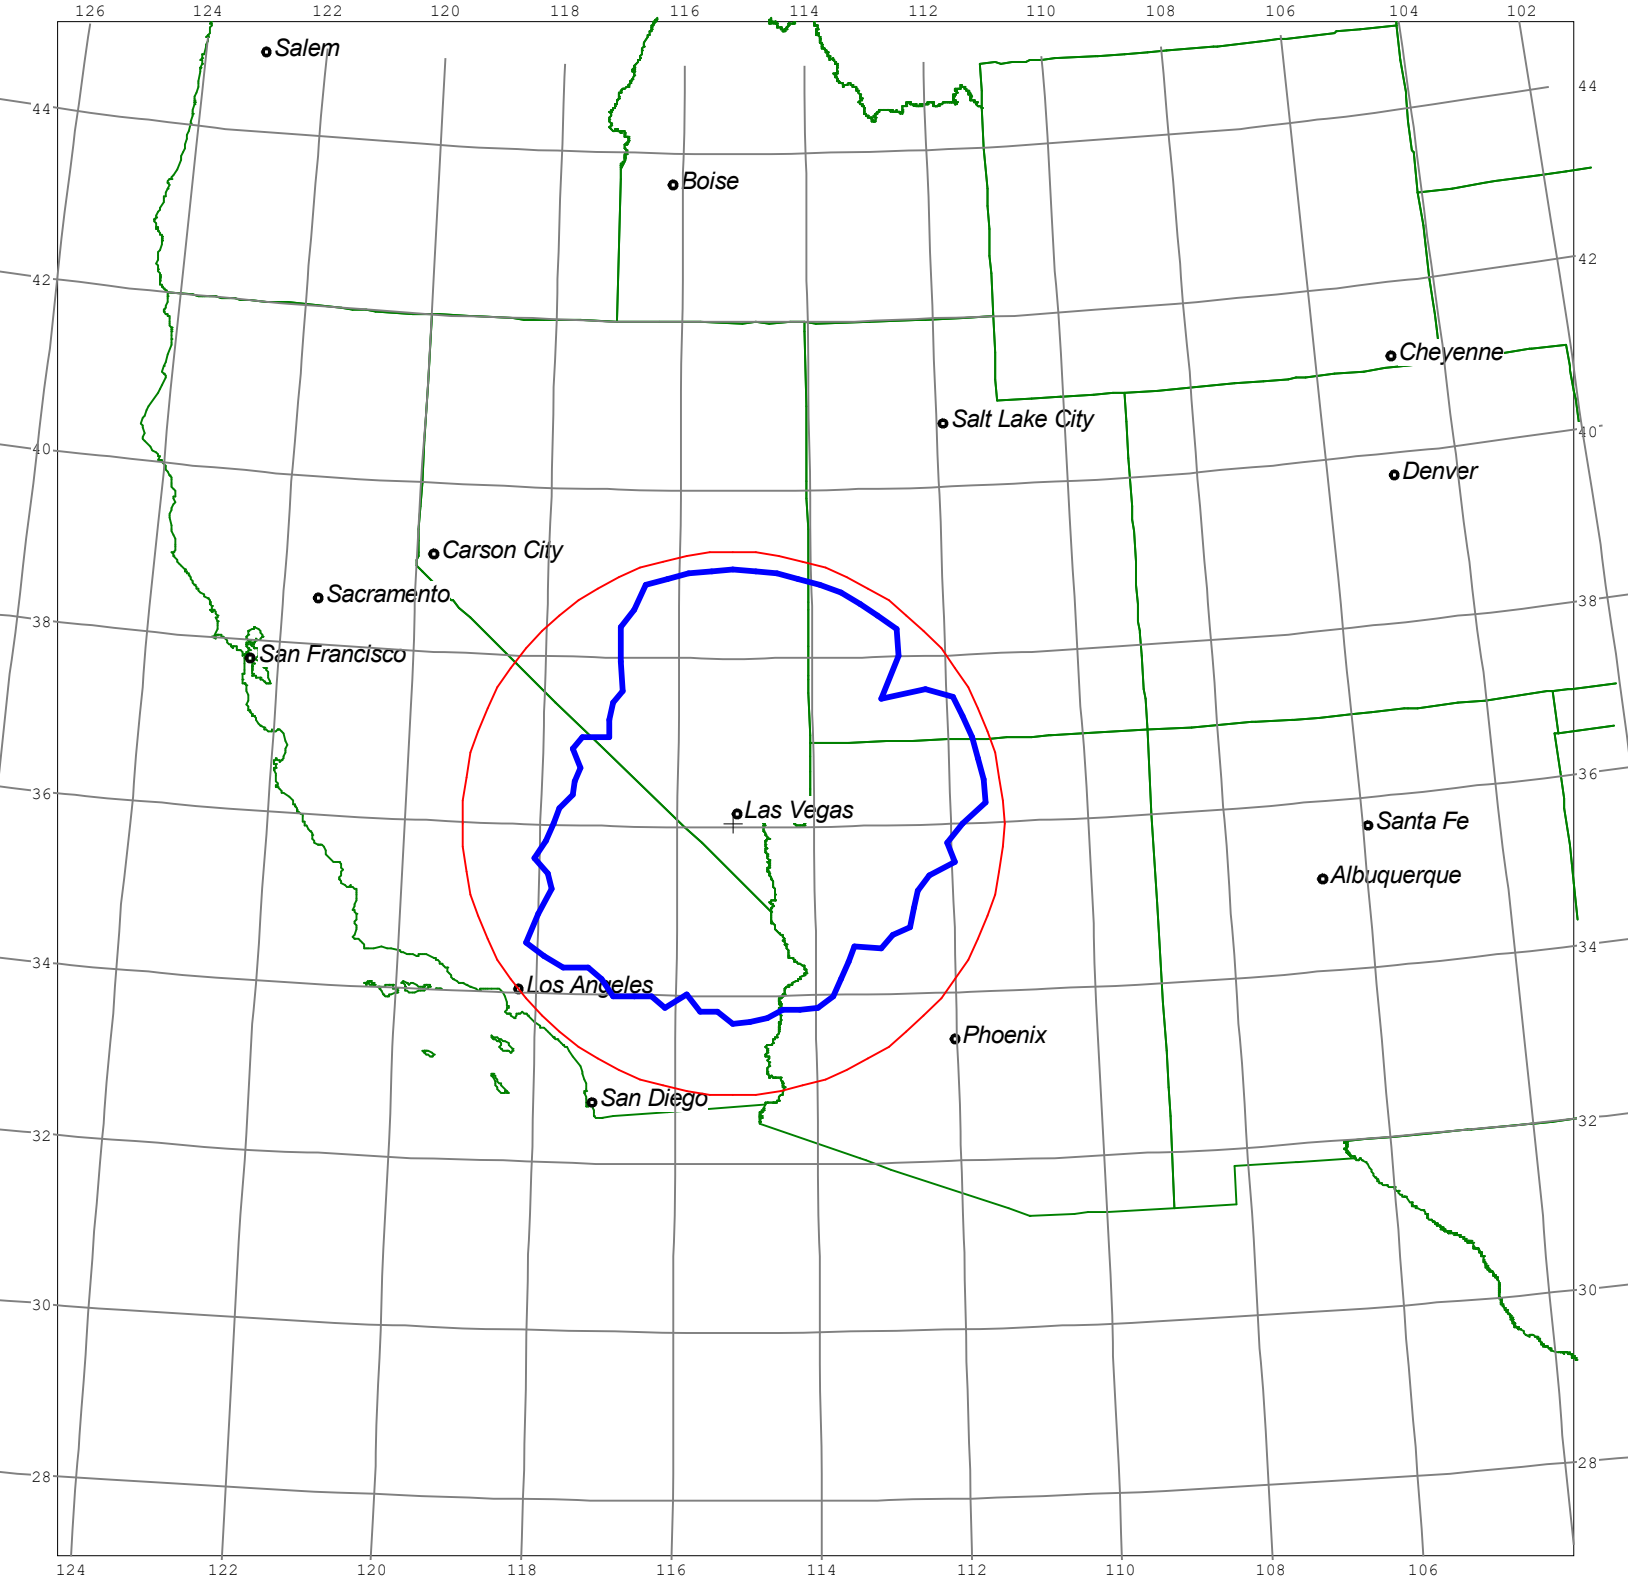 126 124 122 120 118 116 114 112 110 108 106 104 102
Salem
44 44
Boise
42 42
Cheyenne
Salt Lake City
40 40
Denver
Carson City
Sacramento
38 38
San Francisco
36 36
Las Vegas
Santa Fe
Albuquerque
34 34
Los Angeles
Phoenix
San Diego
32 32
30 30
28 28
124 122 120 118 116 114 112 110 108 106